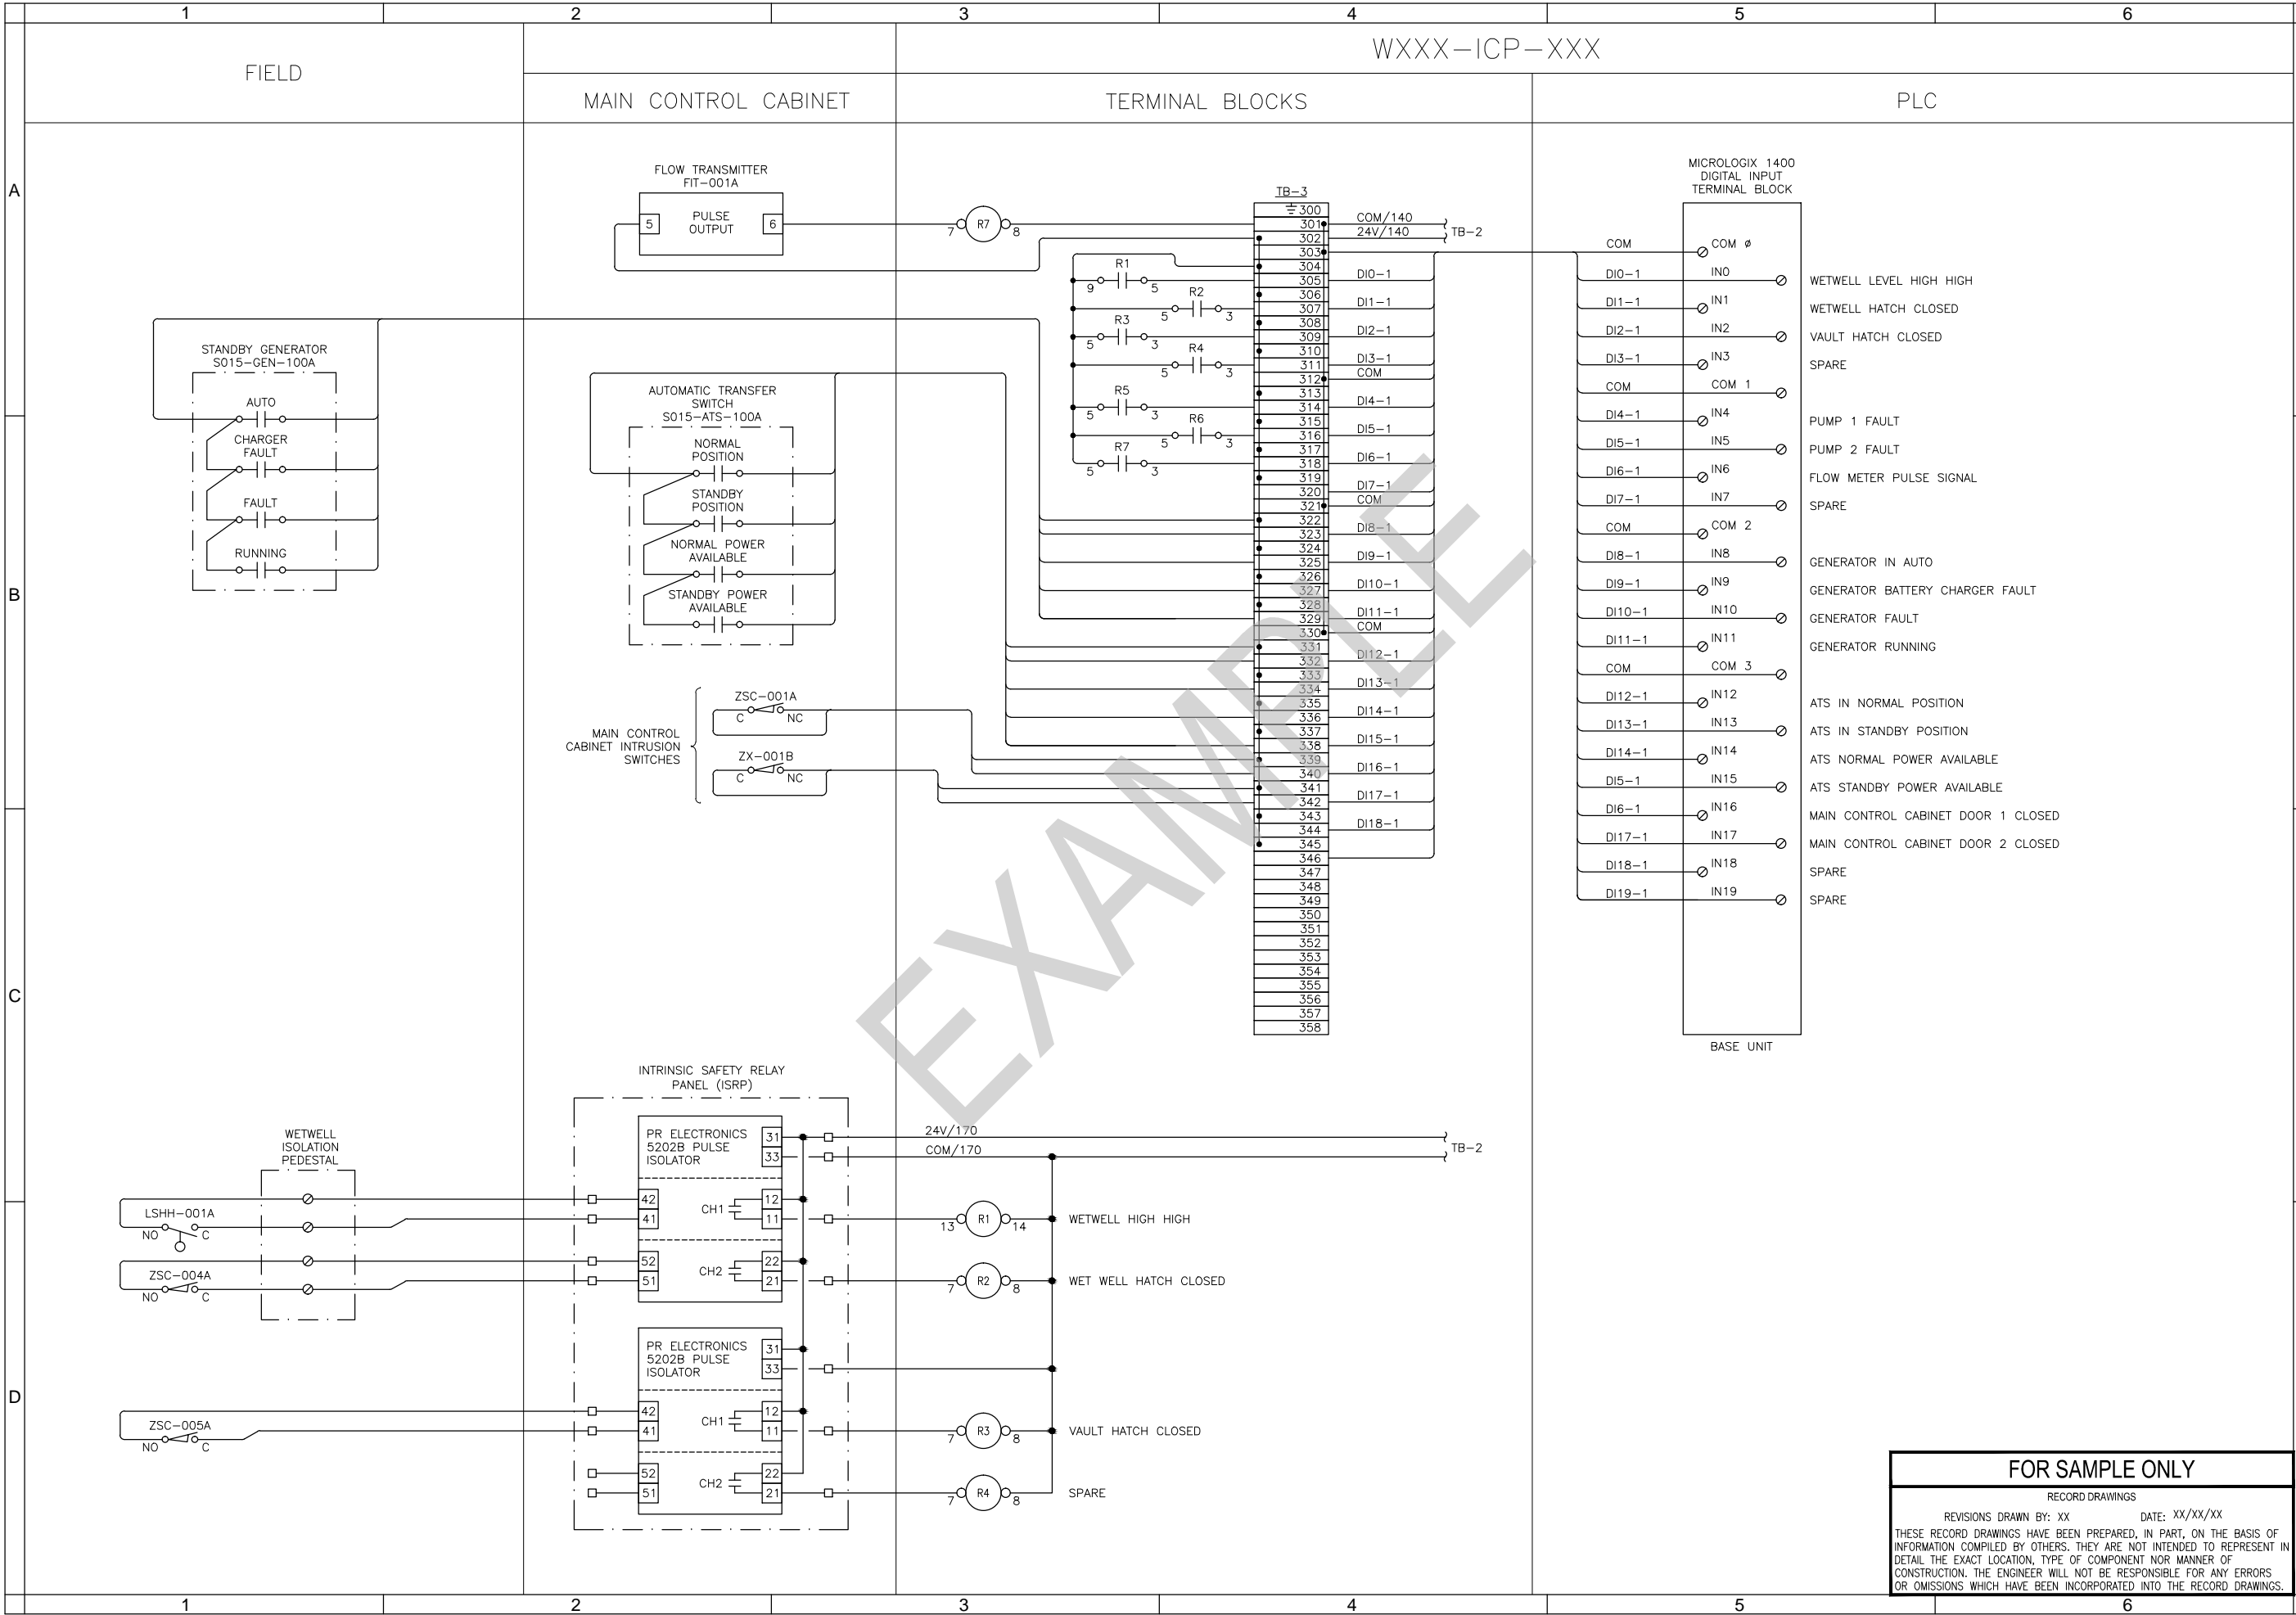 1 2 3 4 5 6
WXXX-ICP-XXX
FIELD
MAIN CONTROL CABINET
TERMINAL BLOCKS
PLC
A
B
C
D
FLOW TRANSMITTER
FIT-001A
5
PULSE
OUTPUT
6
7 R7 8
STANDBY GENERATOR
S015-GEN-100A
AUTO
CHARGER
FAULT
FAULT
RUNNING
AUTOMATIC TRANSFER
SWITCH
S015-ATS-100A
NORMAL
POSITION
STANDBY
POSITION
NORMAL POWER
AVAILABLE
STANDBY POWER
AVAILABLE
MAIN CONTROL
CABINET INTRUSION
SWITCHES
ZSC-001A
C NC
ZX-001B
C NC
R1
9 5
R2
5 3
R3
5 3
R4
5 3
R5
5 3
R6
5 3
R7
5 3
TB-3
300
301
302
303
304
305
306
307
308
309
310
311
312
313
314
315
316
317
318
319
320
321
322
323
324
325
326
327
328
329
330
331
332
333
334
335
336
337
338
339
340
341
342
343
344
345
346
347
348
349
350
351
352
353
354
355
356
357
358
COM/140
24V/140
TB-2
DI0-1
DI1-1
DI2-1
DI3-1
COM
DI4-1
DI5-1
DI6-1
DI7-1
COM
DI8-1
DI9-1
DI10-1
DI11-1
COM
DI12-1
DI13-1
DI14-1
DI15-1
DI16-1
DI17-1
DI18-1
MICROLOGIX 1400
DIGITAL INPUT
TERMINAL BLOCK
COM COM Ø
DI0-1 IN0 WETWELL LEVEL HIGH HIGH
DI1-1 IN1 WETWELL HATCH CLOSED
DI2-1 IN2 VAULT HATCH CLOSED
DI3-1 IN3 SPARE
COM COM 1
DI4-1 IN4 PUMP 1 FAULT
DI5-1 IN5 PUMP 2 FAULT
DI6-1 IN6 FLOW METER PULSE SIGNAL
DI7-1 IN7 SPARE
COM COM 2
DI8-1 IN8 GENERATOR IN AUTO
DI9-1 IN9 GENERATOR BATTERY CHARGER FAULT
DI10-1 IN10 GENERATOR FAULT
DI11-1 IN11 GENERATOR RUNNING
COM COM 3
DI12-1 IN12 ATS IN NORMAL POSITION
DI13-1 IN13 ATS IN STANDBY POSITION
DI14-1 IN14 ATS NORMAL POWER AVAILABLE
DI5-1 IN15 ATS STANDBY POWER AVAILABLE
DI6-1 IN16 MAIN CONTROL CABINET DOOR 1 CLOSED
DI17-1 IN17 MAIN CONTROL CABINET DOOR 2 CLOSED
DI18-1 IN18 SPARE
DI19-1 IN19 SPARE
BASE UNIT
EXAMPLE
INTRINSIC SAFETY RELAY
PANEL (ISRP)
WETWELL
ISOLATION
PEDESTAL
LSHH-001A
NO C
ZSC-004A
NO C
ZSC-005A
NO C
PR ELECTRONICS
5202B PULSE
ISOLATOR
31
33
42
41
CH1
12
11
52
51
CH2
22
21
PR ELECTRONICS
5202B PULSE
ISOLATOR
31
33
42
41
CH1
12
11
52
51
CH2
22
21
24V/170
COM/170
TB-2
13 R1 14 WETWELL HIGH HIGH
7 R2 8 WET WELL HATCH CLOSED
7 R3 8 VAULT HATCH CLOSED
7 R4 8 SPARE
FOR SAMPLE ONLY
RECORD DRAWINGS
REVISIONS DRAWN BY: XX DATE: XX/XX/XX
THESE RECORD DRAWINGS HAVE BEEN PREPARED, IN PART, ON THE BASIS OF
INFORMATION COMPILED BY OTHERS. THEY ARE NOT INTENDED TO REPRESENT IN
DETAIL THE EXACT LOCATION, TYPE OF COMPONENT NOR MANNER OF
CONSTRUCTION. THE ENGINEER WILL NOT BE RESPONSIBLE FOR ANY ERRORS
OR OMISSIONS WHICH HAVE BEEN INCORPORATED INTO THE RECORD DRAWINGS.
1 2 3 4 5 6